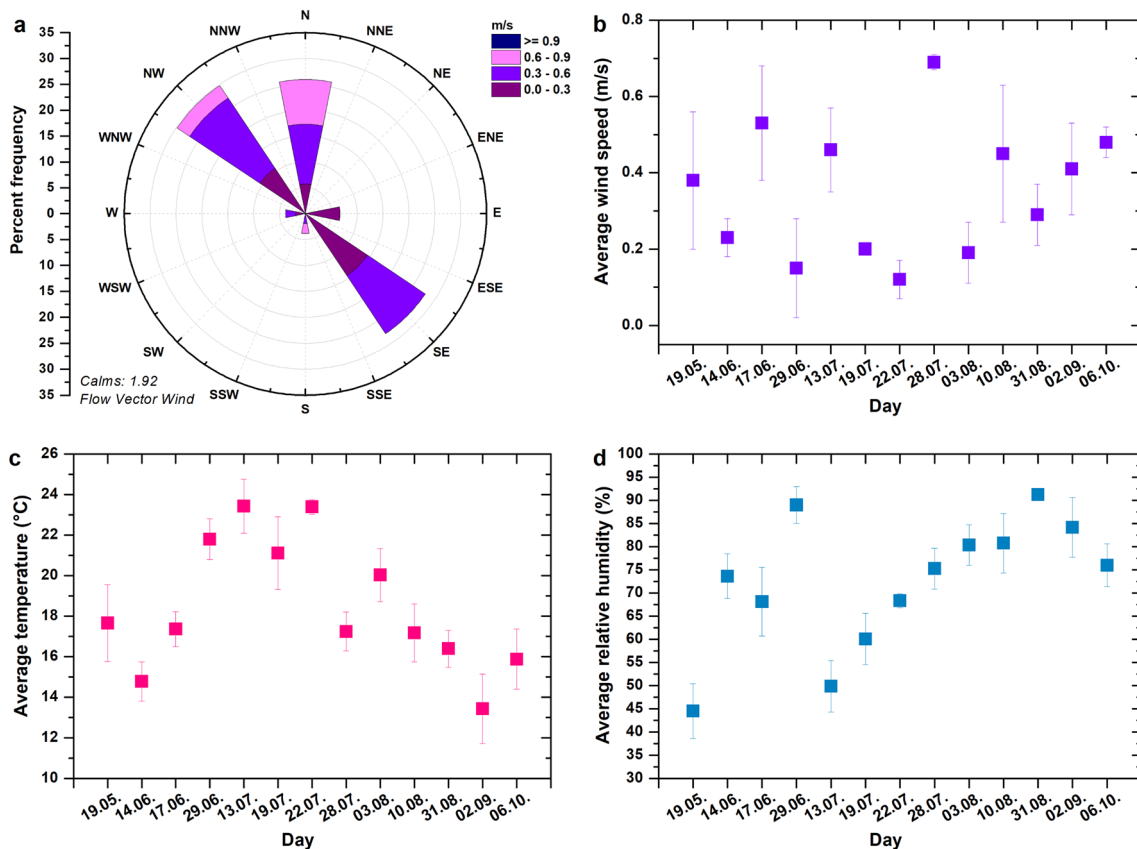 a
m/s
>= 0.9
0.6 - 0.9
0.3 - 0.6
0.0 - 0.3
Percent frequency
35
30
25
20
15
10
5
0
5
10
15
20
25
30
35
N
NNE
NE
ENE
E
ESE
SE
SSE
S
SSW
SW
WSW
W
WNW
NW
NNW
Calms: 1.92
Flow Vector Wind
b
Average wind speed (m/s)
0.8
0.6
0.4
0.2
0.0
19.05. 14.06. 17.06. 29.06. 13.07. 19.07. 22.07. 28.07. 03.08. 10.08. 31.08. 02.09. 06.10.
Day
c
Average temperature (°C)
26
24
22
20
18
16
14
12
10
19.05. 14.06. 17.06. 29.06. 13.07. 19.07. 22.07. 28.07. 03.08. 10.08. 31.08. 02.09. 06.10.
Day
d
Average relative humidity (%)
100
95
90
85
80
75
70
65
60
55
50
45
40
35
30
19.05. 14.06. 17.06. 29.06. 13.07. 19.07. 22.07. 28.07. 03.08. 10.08. 31.08. 02.09. 06.10.
Day